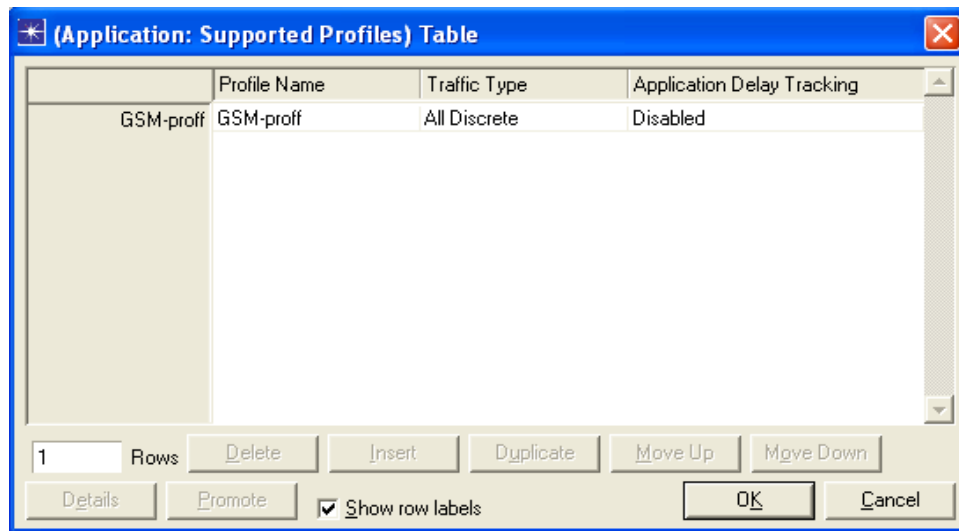 (Application: Supported Profiles) Table
Profile Name Traffic Type Application Delay Tracking
GSM-proff GSM-proff All Discrete Disabled
1 Rows Delete Insert Duplicate Move Up Move Down
Details Promote Show row labels OK Cancel